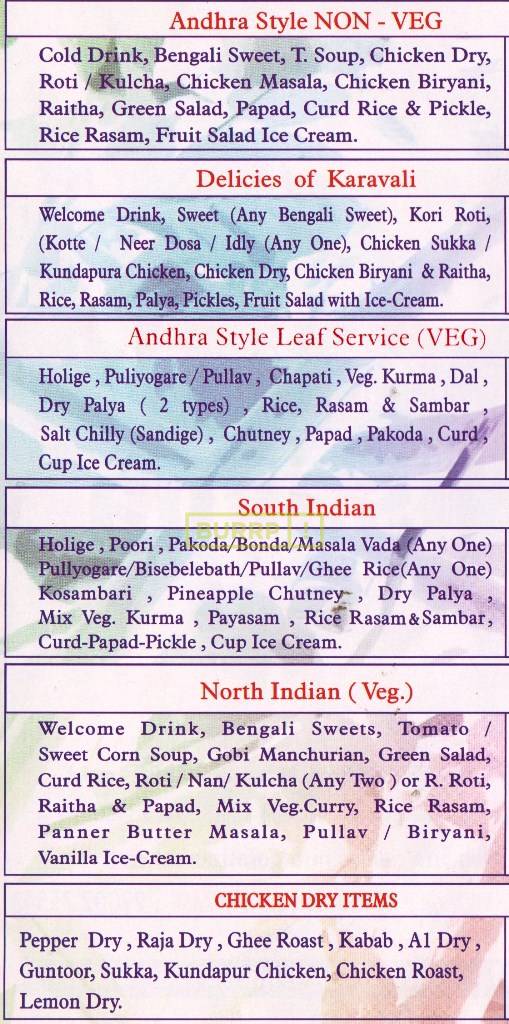 Andhra Style NON - VEG
Cold Drink, Bengali Sweet, T. Soup, Chicken Dry,
Roti / Kulcha, Chicken Masala, Chicken Biryani,
Raitha, Green Salad, Papad, Curd Rice & Pickle,
Rice Rasam, Fruit Salad Ice Cream.
Delicies of Karavali
Welcome Drink, Sweet (Any Bengali Sweet), Kori Roti,
(Kotte / Neer Dosa / Idly (Any One), Chicken Sukka /
Kundapura Chicken, Chicken Dry, Chicken Biryani & Raitha,
Rice, Rasam, Palya, Pickles, Fruit Salad with Ice-Cream.
Andhra Style Leaf Service (VEG)
Holige , Puliyogare / Pullav , Chapati , Veg. Kurma , Dal ,
Dry Palya ( 2 types) , Rice, Rasam & Sambar ,
Salt Chilly (Sandige) , Chutney , Papad , Pakoda , Curd ,
Cup Ice Cream.
South Indian
BURRP !
Holige , Poori , Pakoda/Bonda/Masala Vada (Any One)
Pullyogare/Bisebelebath/Pullav/Ghee Rice(Any One)
Kosambari , Pineapple Chutney , Dry Palya ,
Mix Veg. Kurma , Payasam , Rice Rasam & Sambar,
Curd-Papad-Pickle , Cup Ice Cream.
North Indian ( Veg.)
Welcome Drink, Bengali Sweets, Tomato /
Sweet Corn Soup, Gobi Manchurian, Green Salad,
Curd Rice, Roti / Nan/ Kulcha (Any Two ) or R. Roti,
Raitha & Papad, Mix Veg.Curry, Rice Rasam,
Panner Butter Masala, Pullav / Biryani,
Vanilla Ice-Cream.
CHICKEN DRY ITEMS
Pepper Dry , Raja Dry , Ghee Roast , Kabab , A1 Dry ,
Guntoor, Sukka, Kundapur Chicken, Chicken Roast,
Lemon Dry.